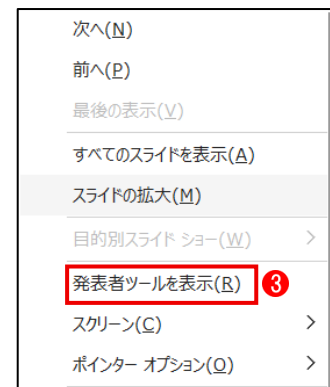 次へ(N)
前へ(P)
最後の表示(V)
すべてのスライドを表示(A)
スライドの拡大(M)
目的別スライド ショー(W)
発表者ツールを表示(R) 3
スクリーン(C)
ポインター オプション(O)